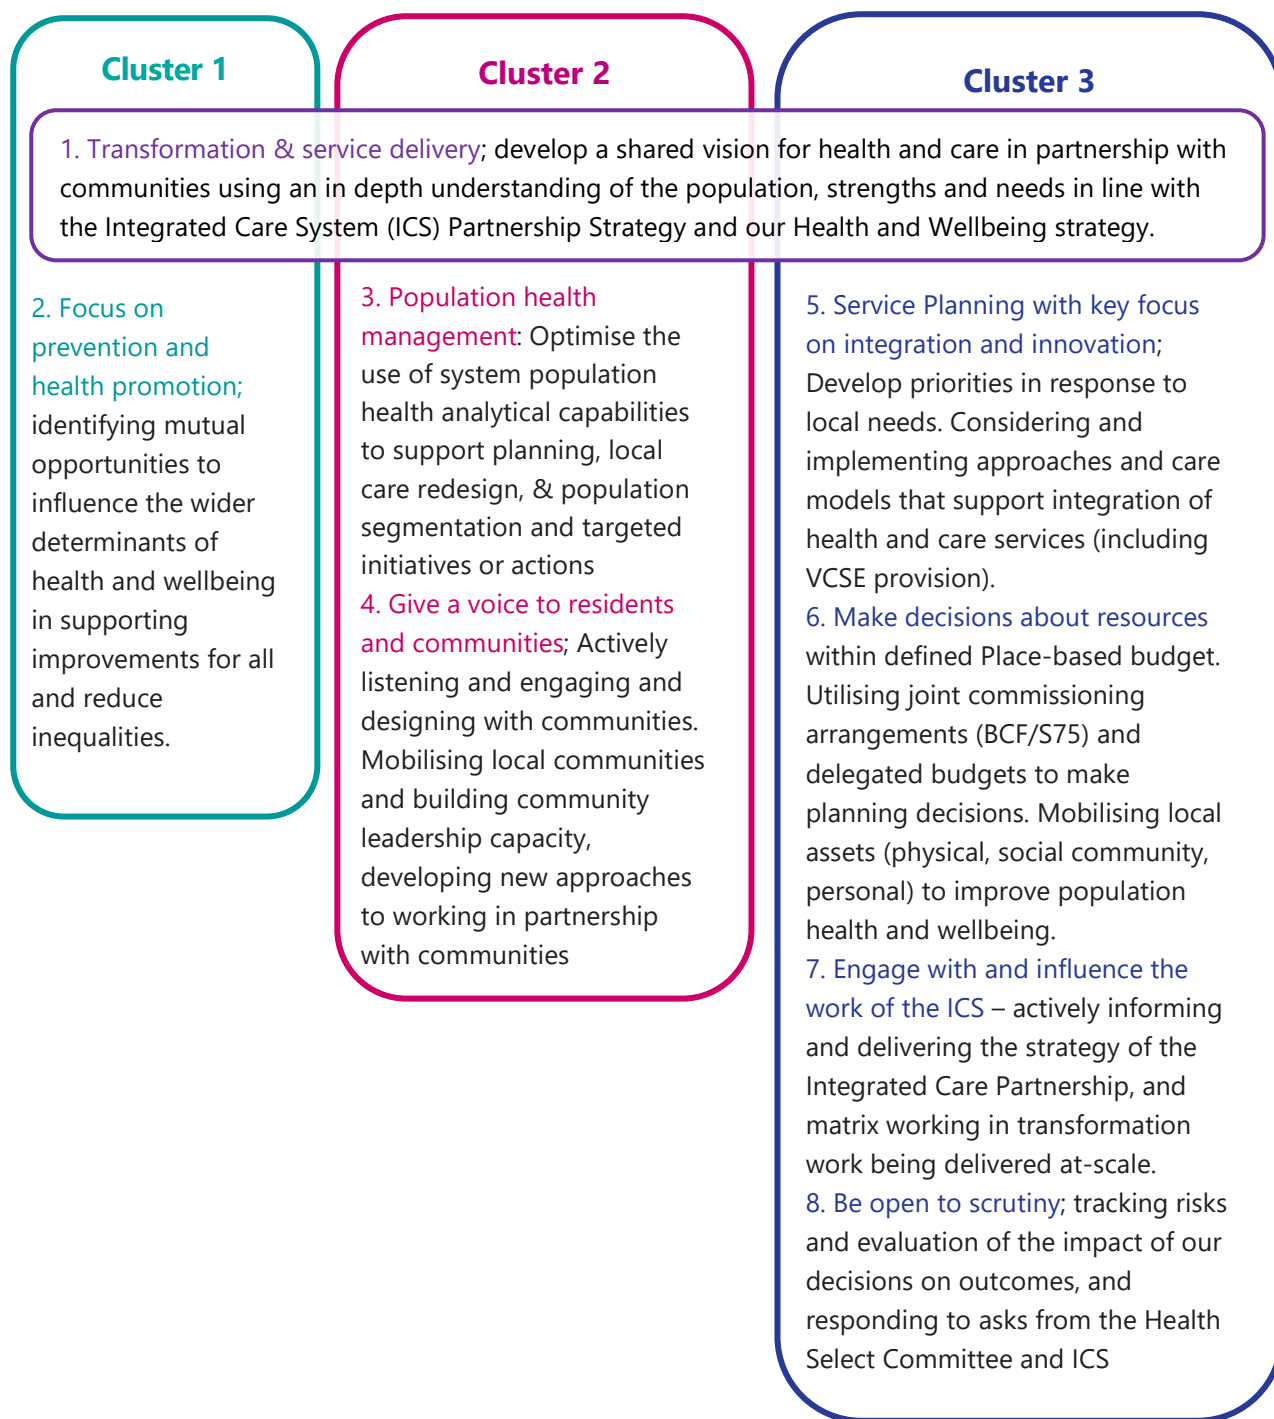 Cluster 1
Cluster 2
Cluster 3
1. Transformation & service delivery; develop a shared vision for health and care in partnership with
communities using an in depth understanding of the population, strengths and needs in line with
the Integrated Care System (ICS) Partnership Strategy and our Health and Wellbeing strategy.
2. Focus on
prevention and
health promotion;
identifying mutual
opportunities to
influence the wider
determinants of
health and wellbeing
in supporting
improvements for all
and reduce
inequalities.
3. Population health
management: Optimise the
use of system population
health analytical capabilities
to support planning, local
care redesign, & population
segmentation and targeted
initiatives or actions
4. Give a voice to residents
and communities; Actively
listening and engaging and
designing with communities.
Mobilising local communities
and building community
leadership capacity,
developing new approaches
to working in partnership
with communities
5. Service Planning with key focus
on integration and innovation;
Develop priorities in response to
local needs. Considering and
implementing approaches and care
models that support integration of
health and care services (including
VCSE provision).
6. Make decisions about resources
within defined Place-based budget.
Utilising joint commissioning
arrangements (BCF/S75) and
delegated budgets to make
planning decisions. Mobilising local
assets (physical, social community,
personal) to improve population
health and wellbeing.
7. Engage with and influence the
work of the ICS – actively informing
and delivering the strategy of the
Integrated Care Partnership, and
matrix working in transformation
work being delivered at-scale.
8. Be open to scrutiny; tracking risks
and evaluation of the impact of our
decisions on outcomes, and
responding to asks from the Health
Select Committee and ICS